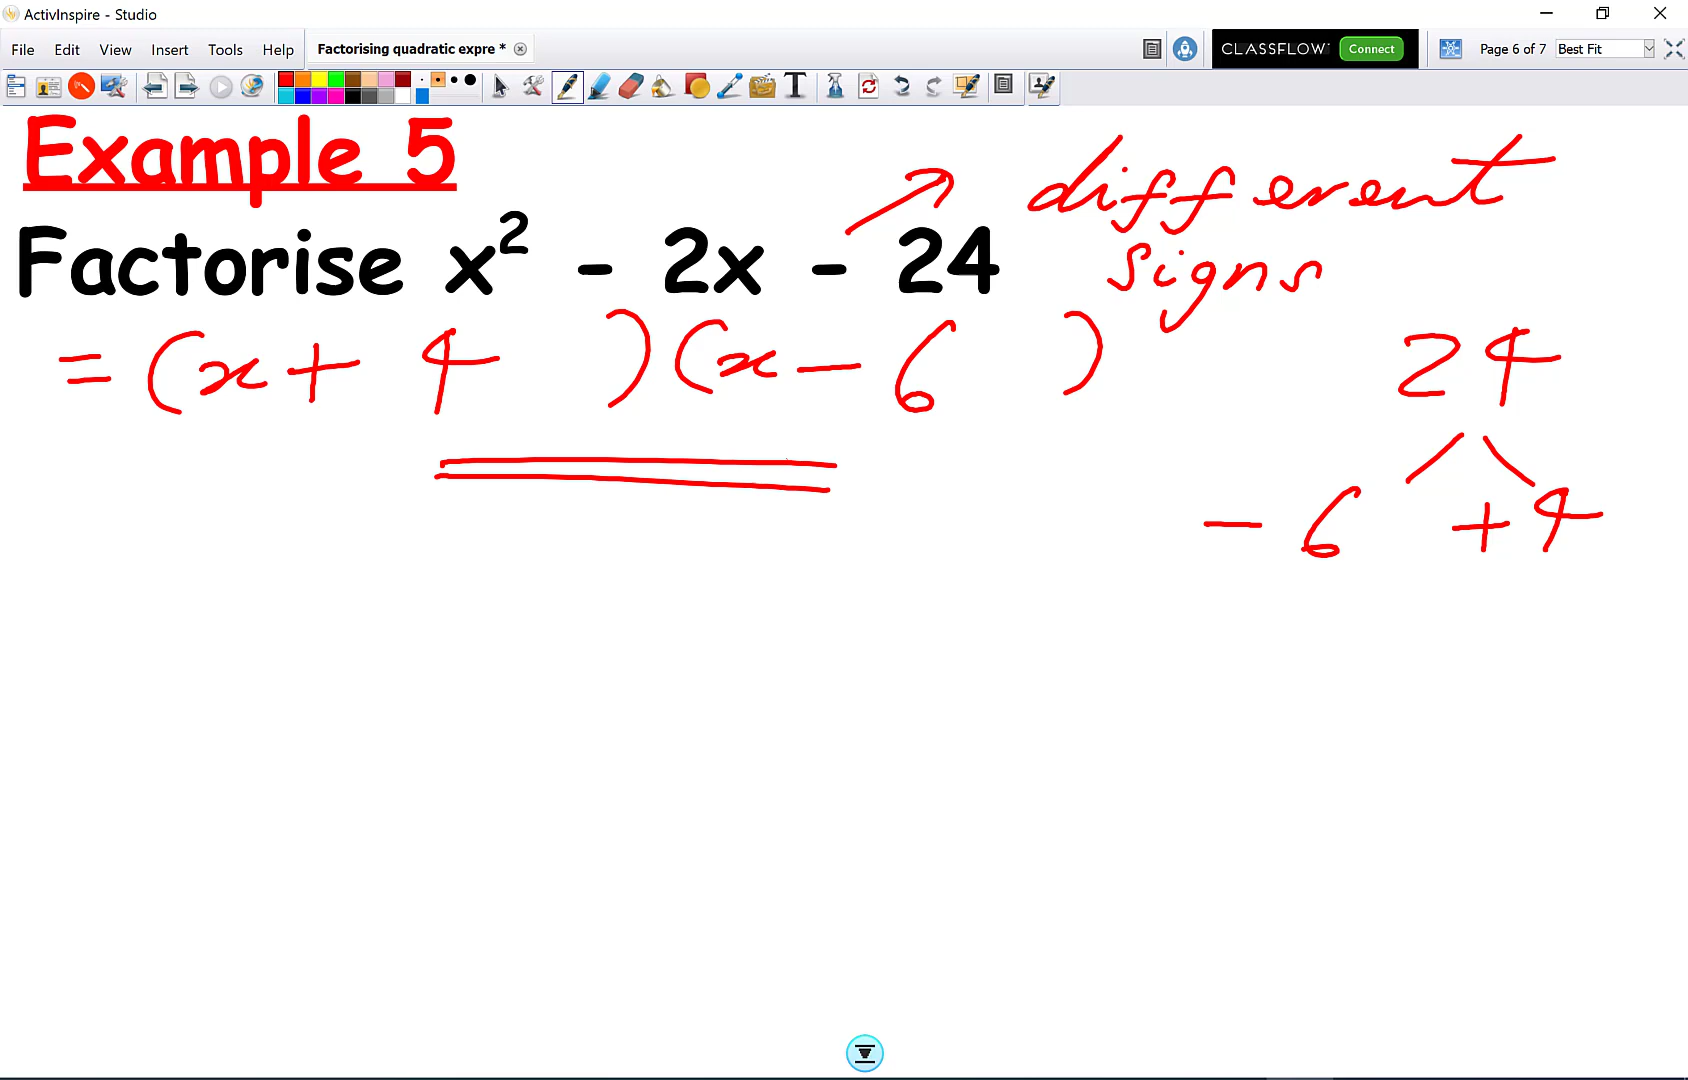 ActivInspire - Studio
File Edit View Insert Tools Help Factorising quadratic expre * CLASSFLOW Connect Page 6 of 7 Best Fit
T
Example 5
different
Factorise x² - 2x - 24
signs
= (x + 4 ) (x - 6 )
24
- 6 + 4